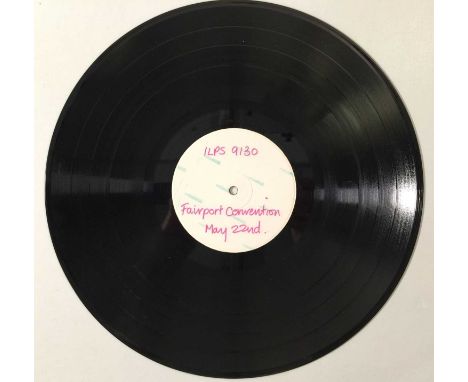 ILPS 9130
Fairport Convention
May 22nd.